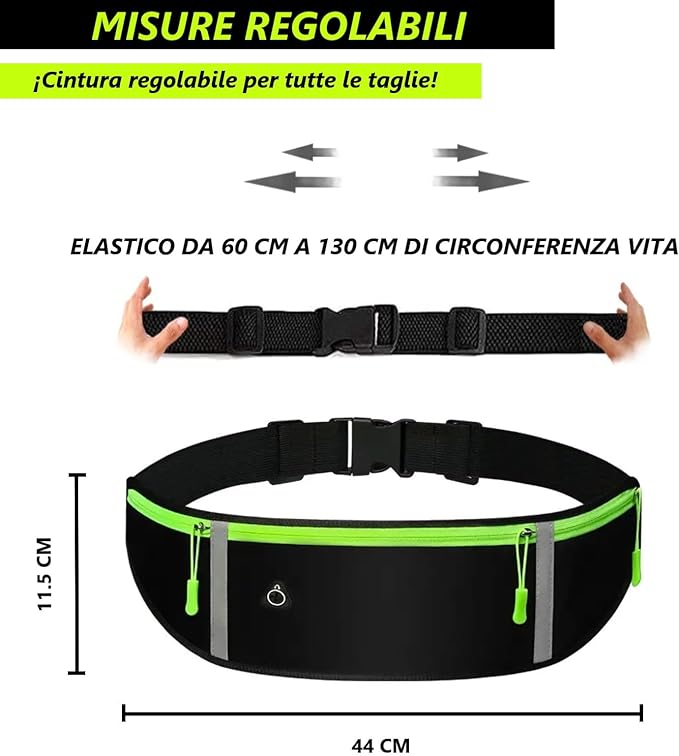 MISURE REGOLABILI
¡Cintura regolabile per tutte le taglie!
ELASTICO DA 60 CM A 130 CM DI CIRCONFERENZA VITA
11.5 CM
44 CM